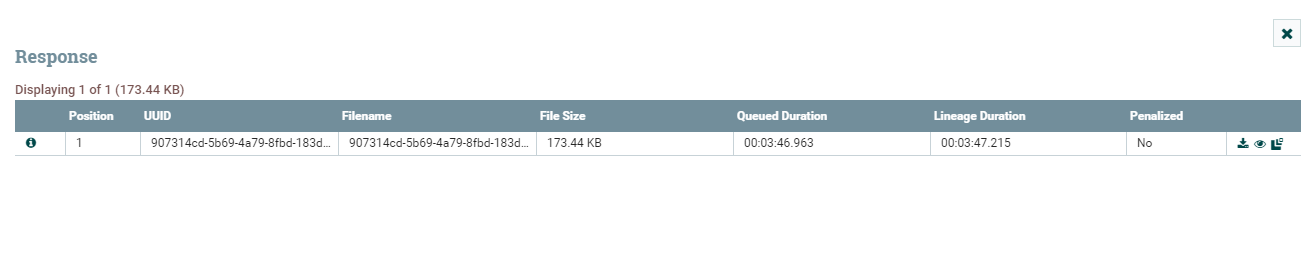 Response
Displaying 1 of 1 (173.44 KB)
Position UUID Filename File Size Queued Duration Lineage Duration Penalized
1 907314cd-5b69-4a79-8fbd-183d... 907314cd-5b69-4a79-8fbd-183d... 173.44 KB 00:03:46.963 00:03:47.215 No